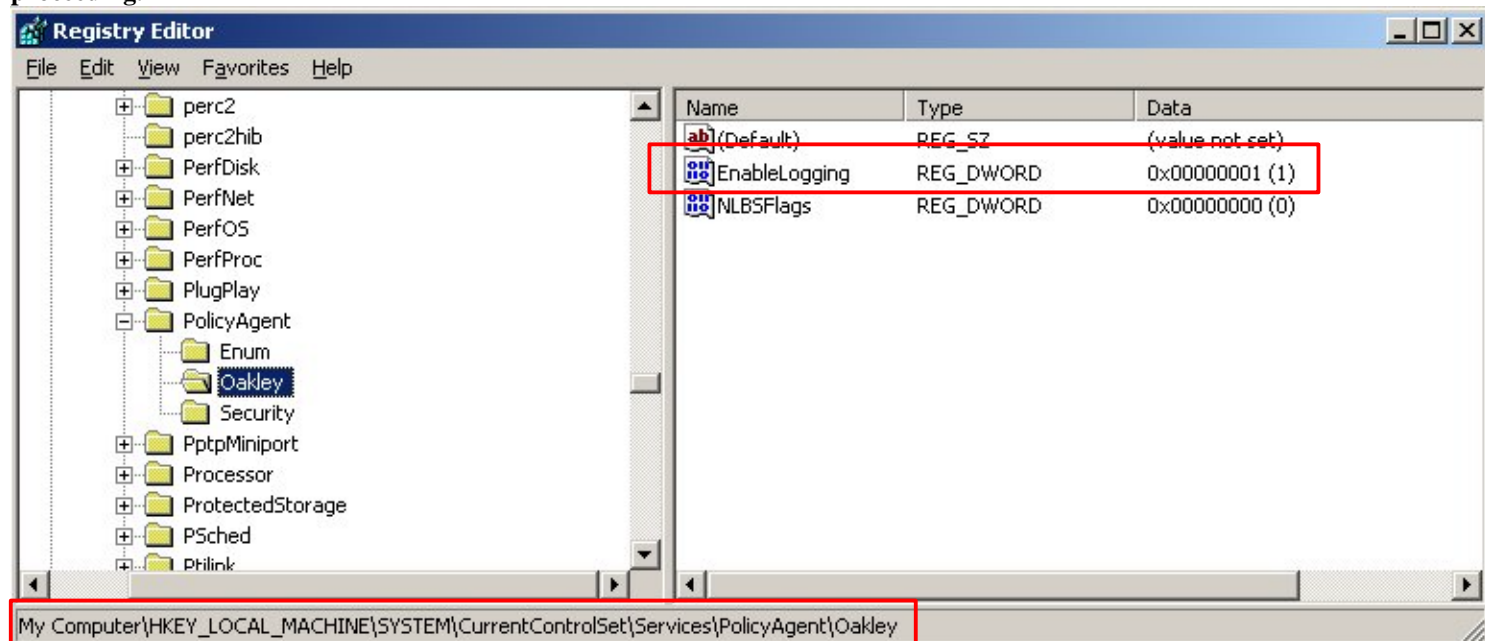 Registry Editor
File Edit View Favorites Help
perc2
perc2hib
PerfDisk
PerfNet
PerfOS
PerfProc
PlugPlay
PolicyAgent
Enum
Oakley
Security
PptpMiniport
Processor
ProtectedStorage
PSched
Ptilink
Name Type Data
(Default) REG_SZ (value not set)
EnableLogging REG_DWORD 0x00000001 (1)
NLBSFlags REG_DWORD 0x00000000 (0)
My Computer\HKEY_LOCAL_MACHINE\SYSTEM\CurrentControlSet\Services\PolicyAgent\Oakley